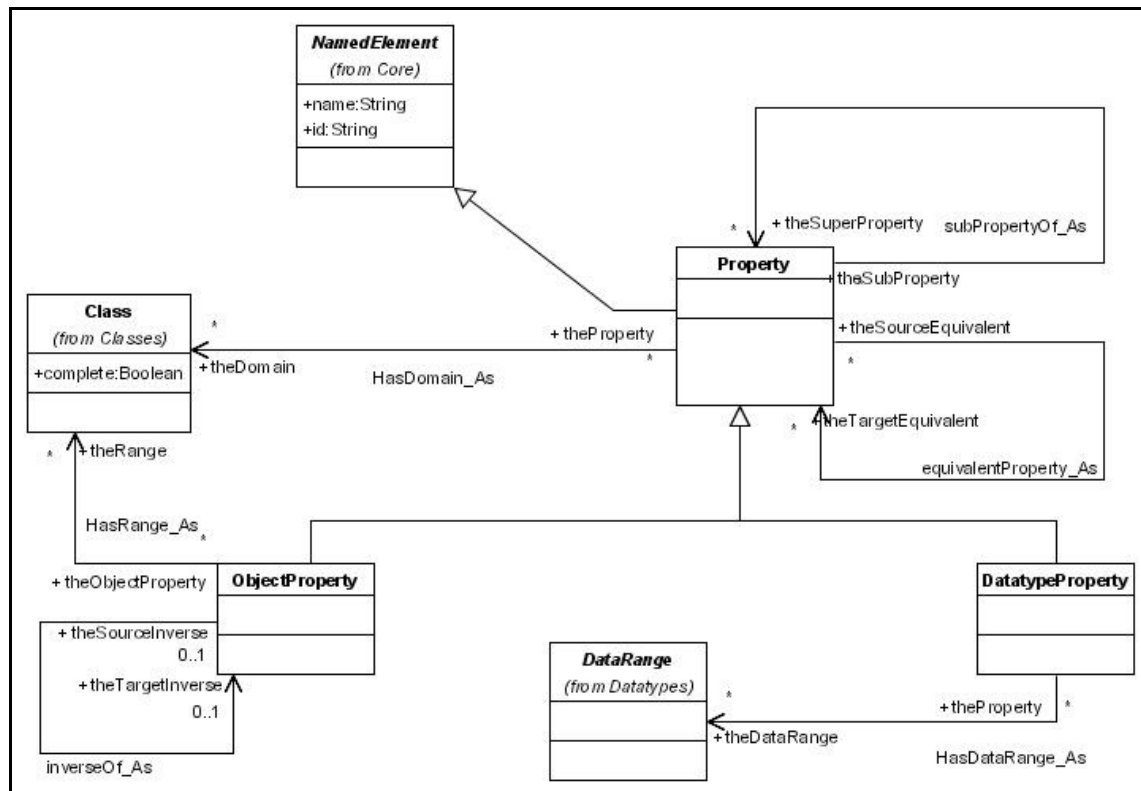 NamedElement
(from Core)
+name:String
+id:String
*
+ theSuperProperty
subPropertyOf_As
Property
+theSubProperty
Class
(from Classes)
+complete:Boolean
*
+theDomain
HasDomain_As
+ theProperty
*
+ theSourceEquivalent
*
*
+theTargetEquivalent
equivalentProperty_As
*
+theRange
HasRange_As
*
+ theObjectProperty
ObjectProperty
+ theSourceInverse
0..1
+ theTargetInverse
0..1
inverseOf_As
DatatypeProperty
DataRange
(from Datatypes)
*
+theDataRange
+theProperty
*
HasDataRange_As